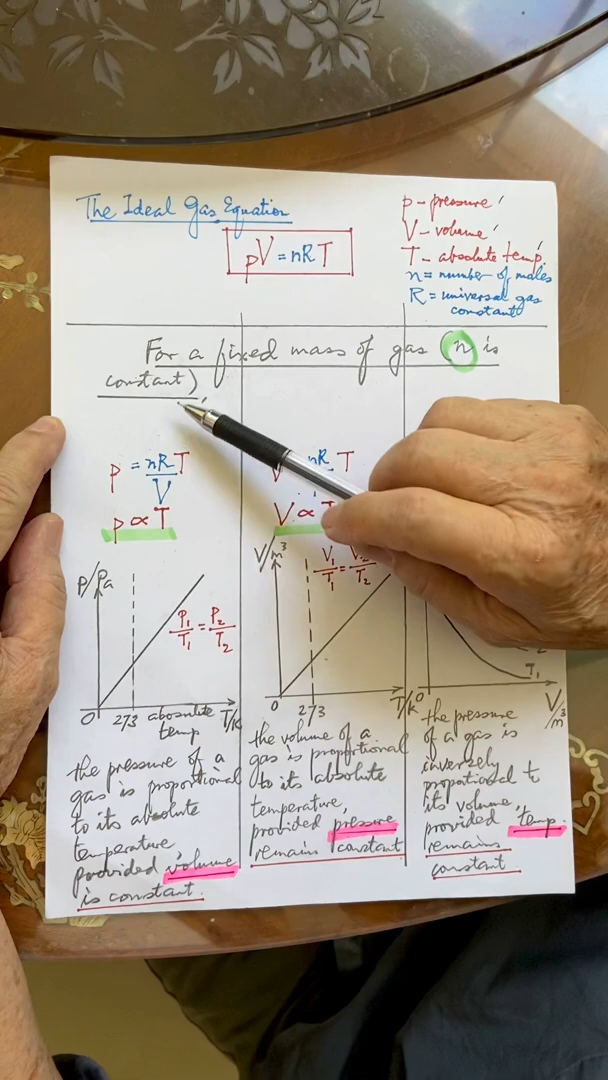 The Ideal Gas Equation
pV = nRT
p - pressure
V - volume
T - absolute temp.
n = number of moles
R = universal gas
constant
For a fixed mass of gas (n is
constant),
p = nRT/V
p ∝ T
P/Pa
P₁/T₁ = P₂/T₂
0 273 absolute T/K
temp
the pressure of a
gas is proportional
to its absolute
temperature
provided volume
is constant.
nR T
V ∝
V/m³
V₁/T₁ = V₂/T₂
0 273 T/K
the volume of a
gas is proportional
to its absolute
temperature,
provided pressure
remains constant
T₁
0 V/m³
the pressure
of a gas is
inversely
proportional to
its volume,
provided temp.
remains
constant.